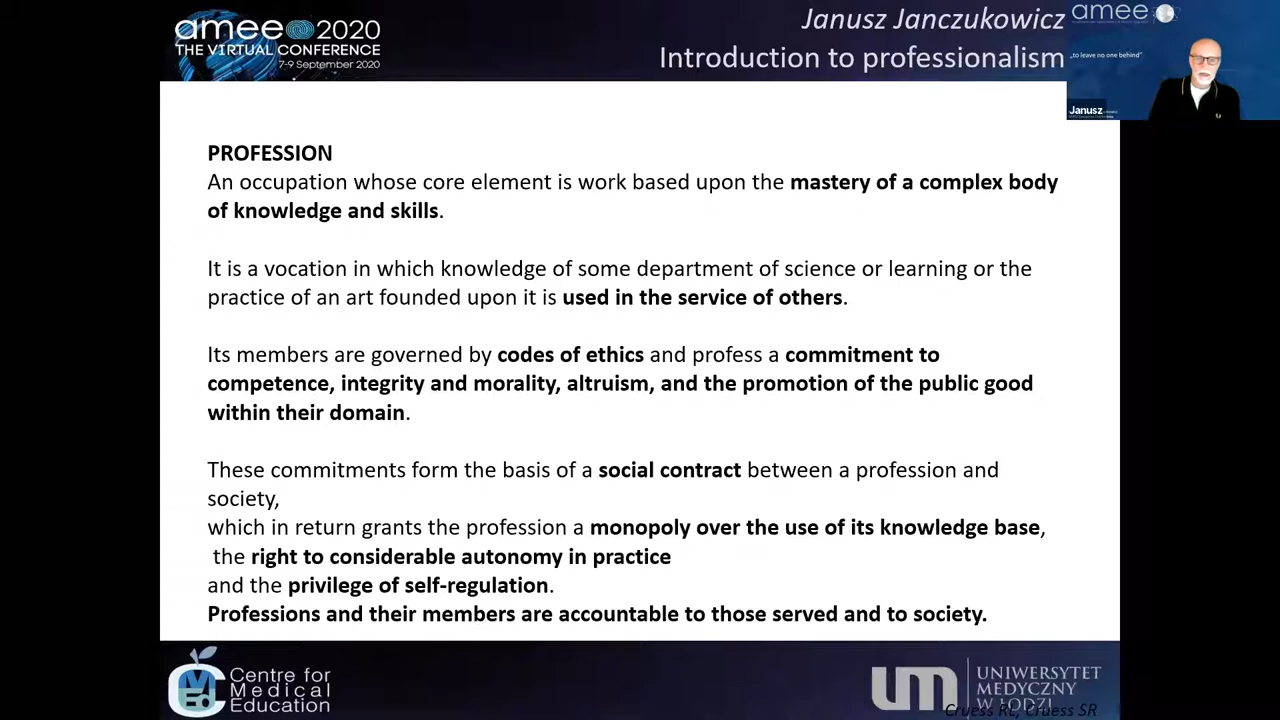 amee 2020
THE VIRTUAL CONFERENCE
7-9 September 2020
Janusz Janczukowicz
Introduction to professionalism
amee
„to leave no one behind"
Janusz
PROFESSION
An occupation whose core element is work based upon the mastery of a complex body
of knowledge and skills.
It is a vocation in which knowledge of some department of science or learning or the
practice of an art founded upon it is used in the service of others.
Its members are governed by codes of ethics and profess a commitment to
competence, integrity and morality, altruism, and the promotion of the public good
within their domain.
These commitments form the basis of a social contract between a profession and
society,
which in return grants the profession a monopoly over the use of its knowledge base,
the right to considerable autonomy in practice
and the privilege of self-regulation.
Professions and their members are accountable to those served and to society.
Centre for
Medical
Education
um
UNIWERSYTET
MEDYCZNY
W ŁODZI
Cruess RL, Cruess SR